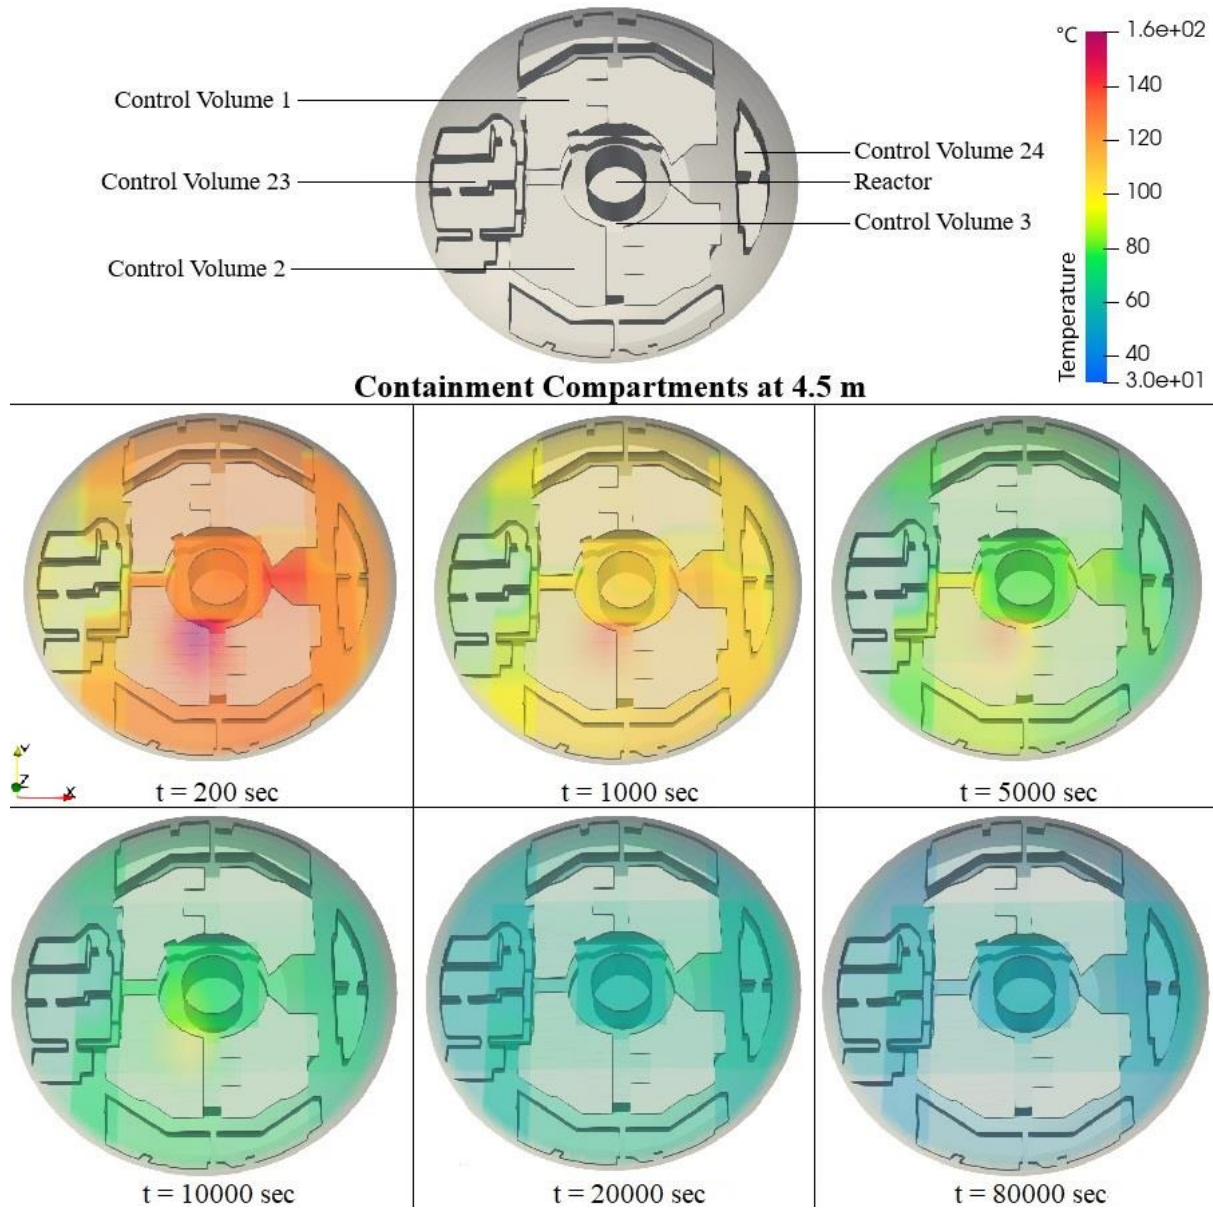 Control Volume 1
Control Volume 23
Control Volume 2
Control Volume 24
Reactor
Control Volume 3
°C
1.6e+02
140
120
100
80
60
40
3.0e+01
Temperature
Containment Compartments at 4.5 m
Y
Z
X
t = 200 sec
t = 1000 sec
t = 5000 sec
t = 10000 sec
t = 20000 sec
t = 80000 sec